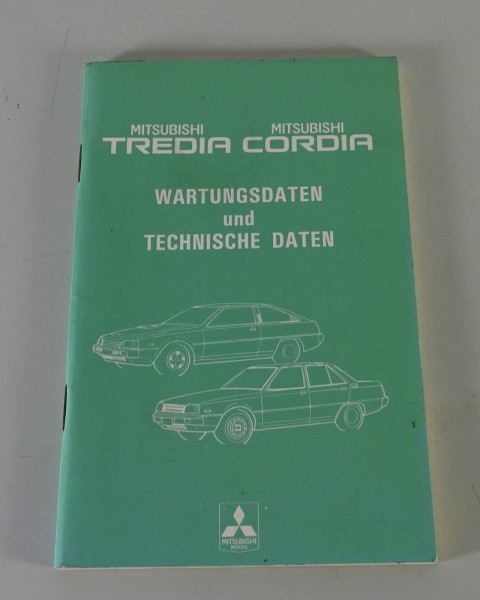 MITSUBISHI MITSUBISHI
TREDIA CORDIA
WARTUNGSDATEN
und
TECHNISCHE DATEN
MITSUBISHI
MOTORS